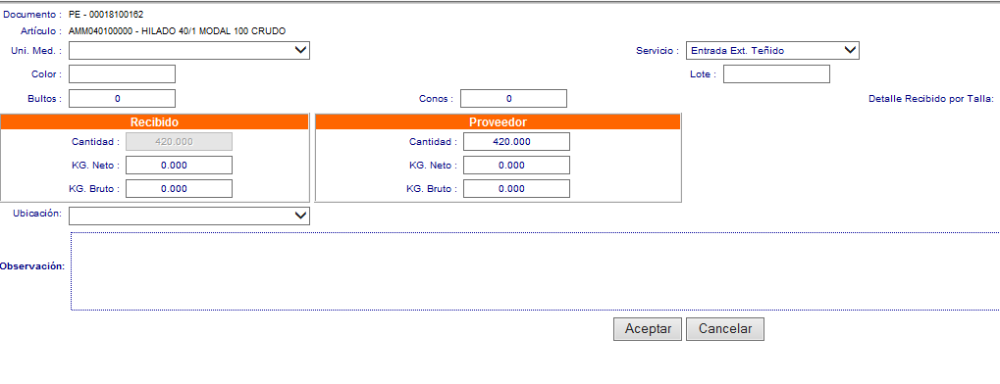 Documento : PE - 00018100162
Artículo : AMM040100000 - HILADO 40/1 MODAL 100 CRUDO
Uni. Med. : Servicio : Entrada Ext. Teñido
Color : Lote :
Bultos : 0 Conos : 0 Detalle Recibido por Talla:
Recibido Proveedor
Cantidad : 420.000 Cantidad : 420.000
KG. Neto : 0.000 KG. Neto : 0.000
KG. Bruto : 0.000 KG. Bruto : 0.000
Ubicación:
Observación:
Aceptar Cancelar